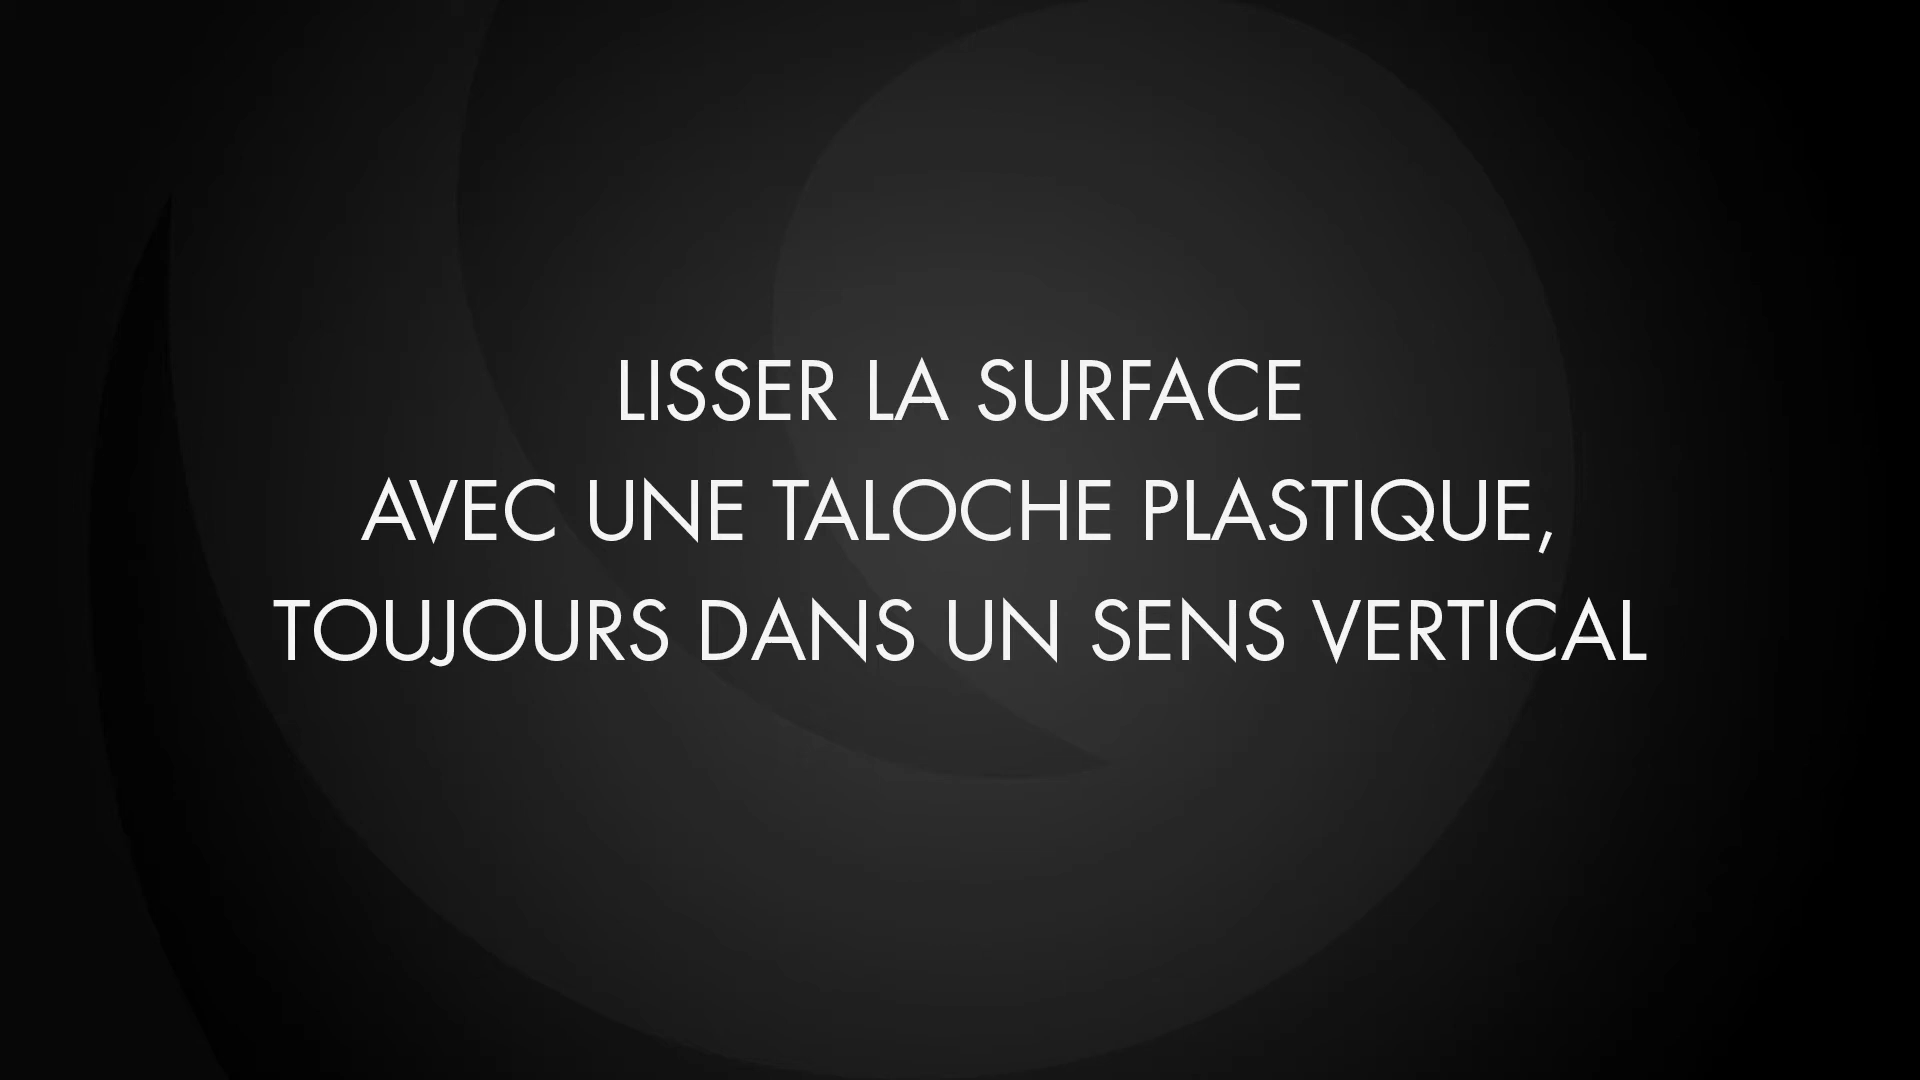 LISSER LA SURFACE
AVEC UNE TALOCHE PLASTIQUE,
TOUJOURS DANS UN SENS VERTICAL